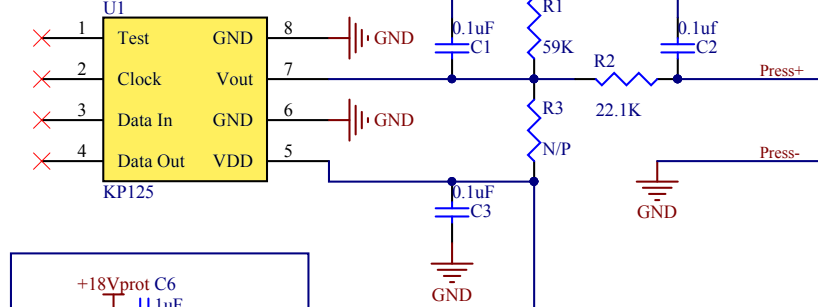 U1
1 Test GND 8 GND
2 Clock Vout 7
3 Data In GND 6 GND
4 Data Out VDD 5
KP125
0.1uF
C1
R1
59K
R2
22.1K
0.1uf
C2
Press+
R3
N/P
Press-
GND
0.1uF
C3
GND
+18Vprot C6
.1uF